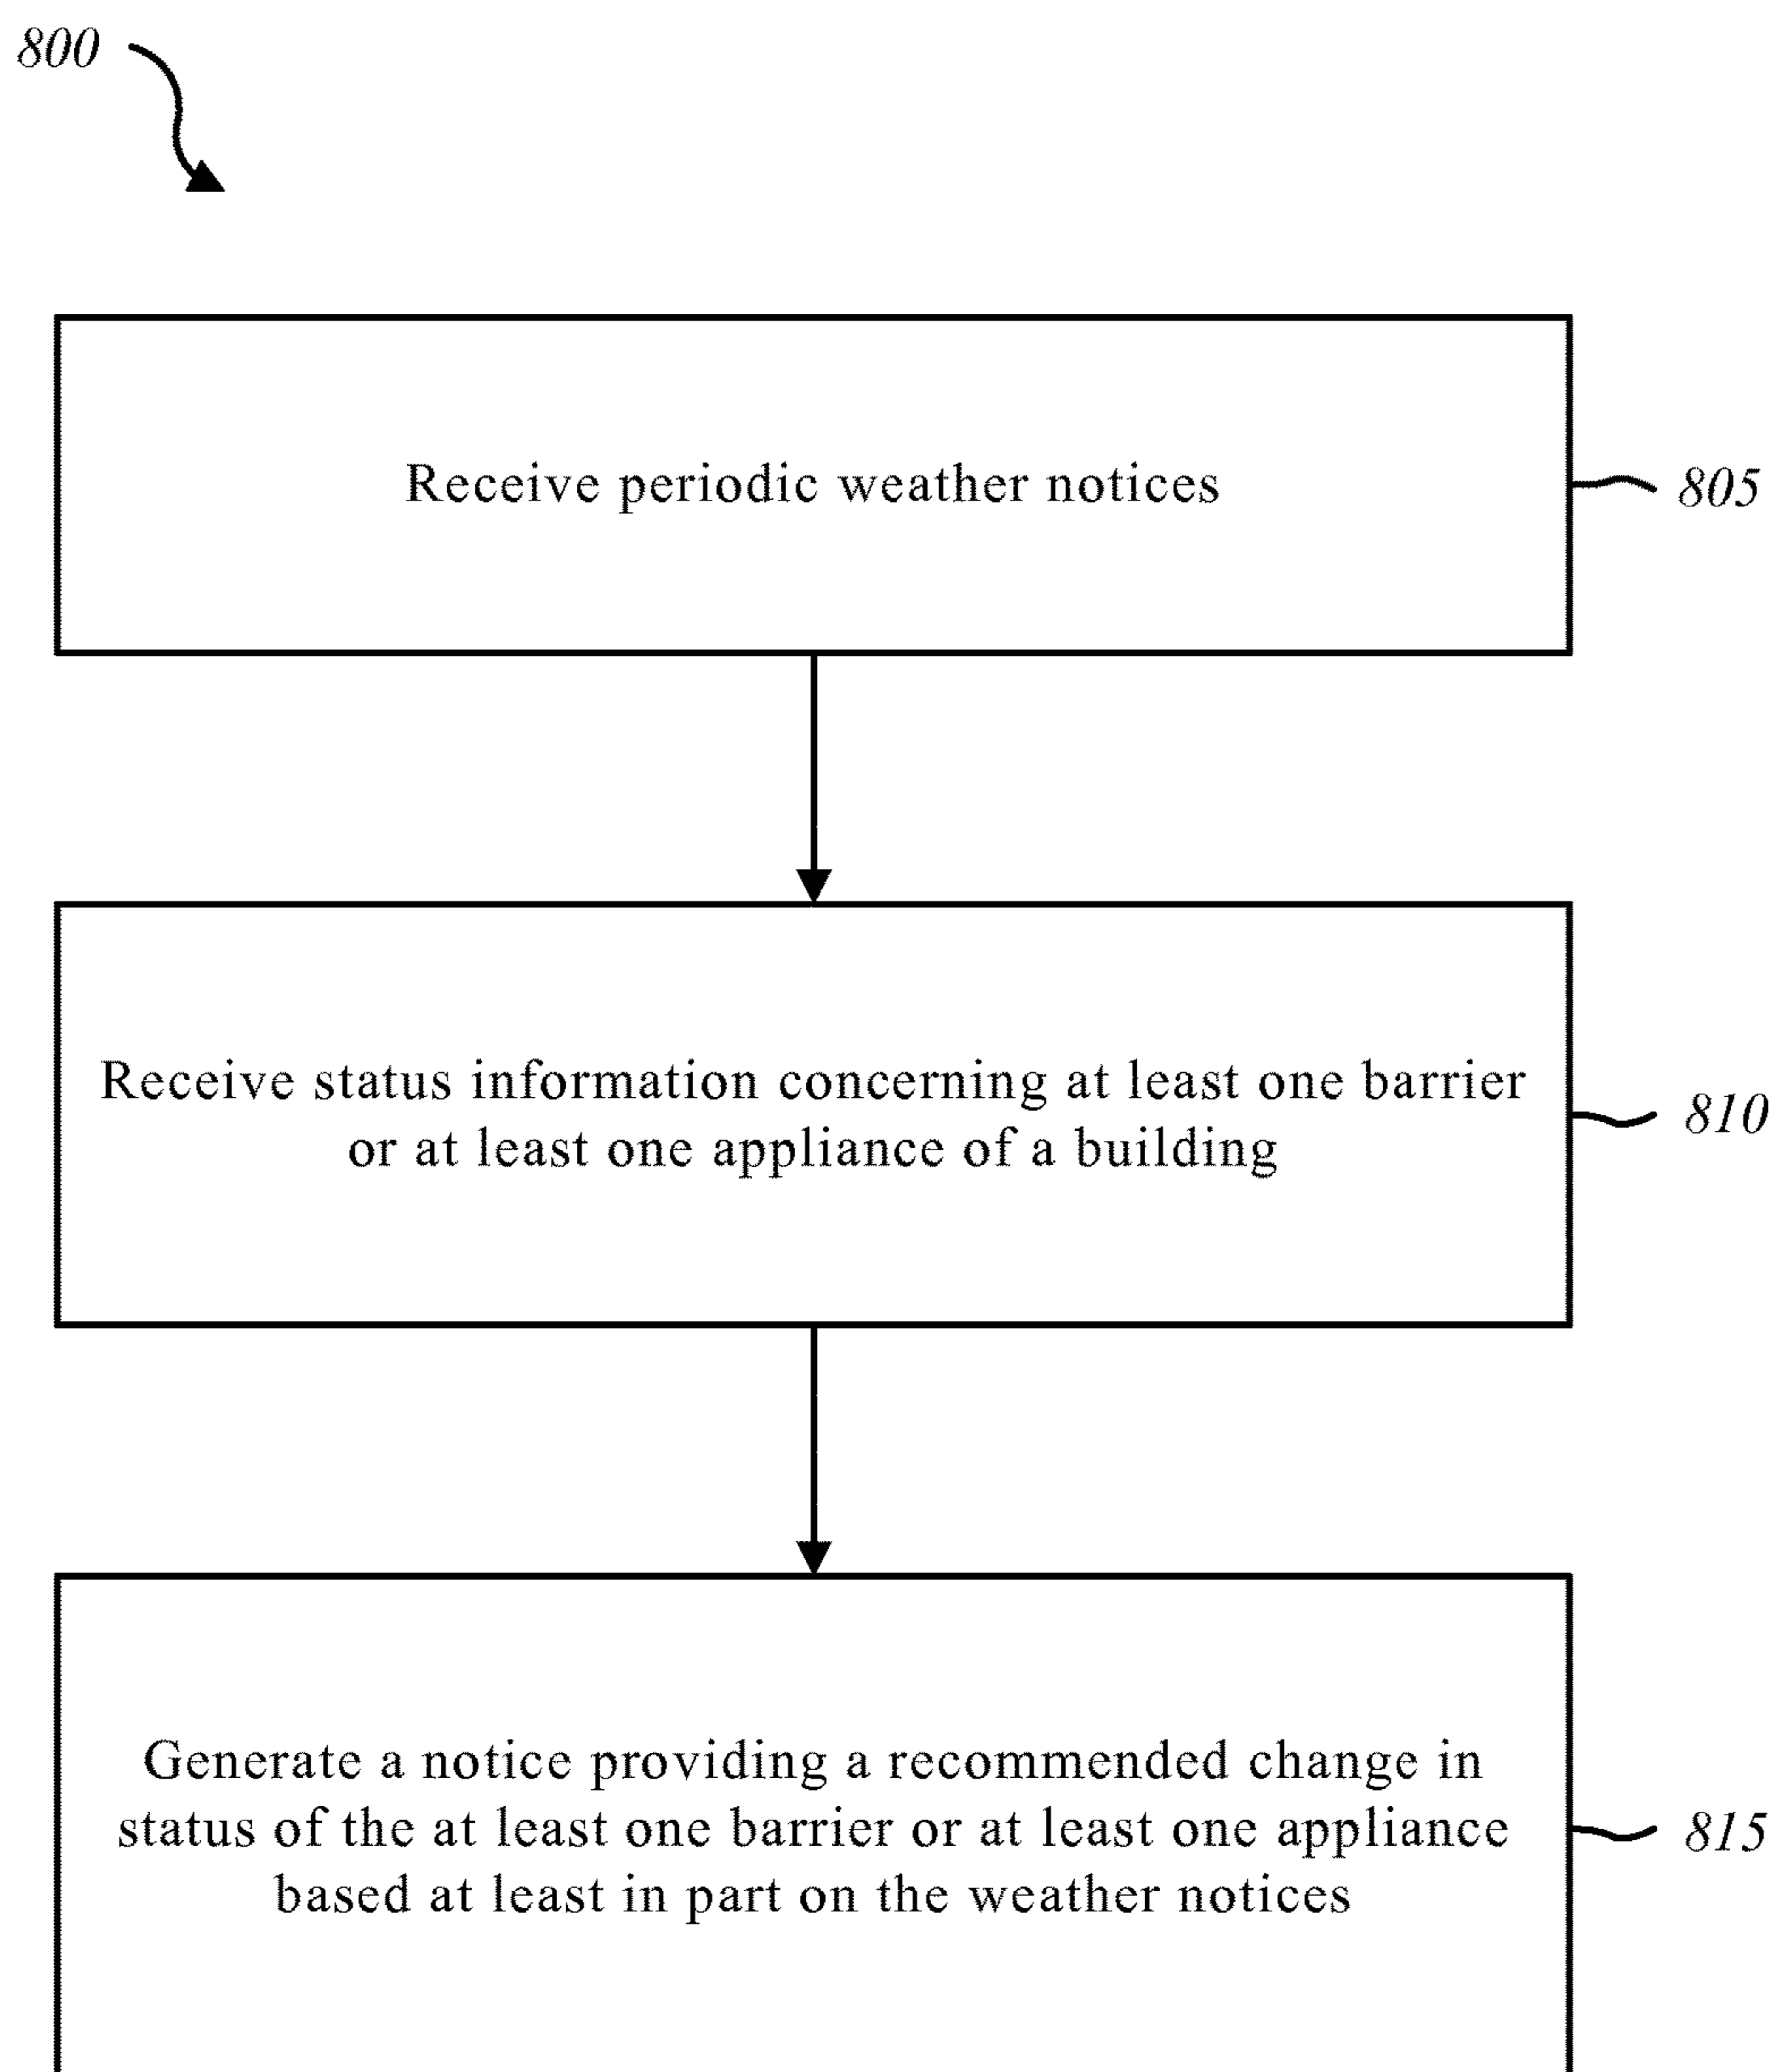 800
Receive periodic weather notices
805
Receive status information concerning at least one barrier
or at least one appliance of a building
810
Generate a notice providing a recommended change in
status of the at least one barrier or at least one appliance
based at least in part on the weather notices
815